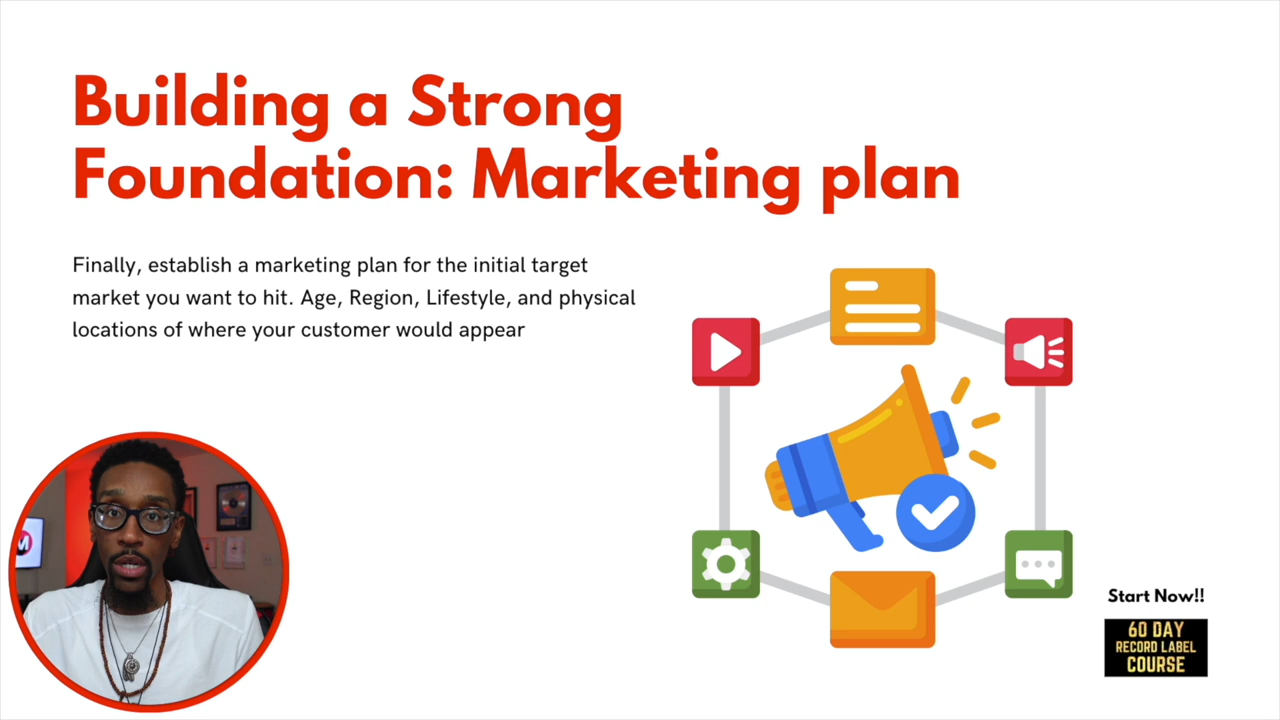 Building a Strong
Foundation: Marketing plan
Finally, establish a marketing plan for the initial target
market you want to hit. Age, Region, Lifestyle, and physical
locations of where your customer would appear
M
Start Now!!
60 DAY
RECORD LABEL
COURSE